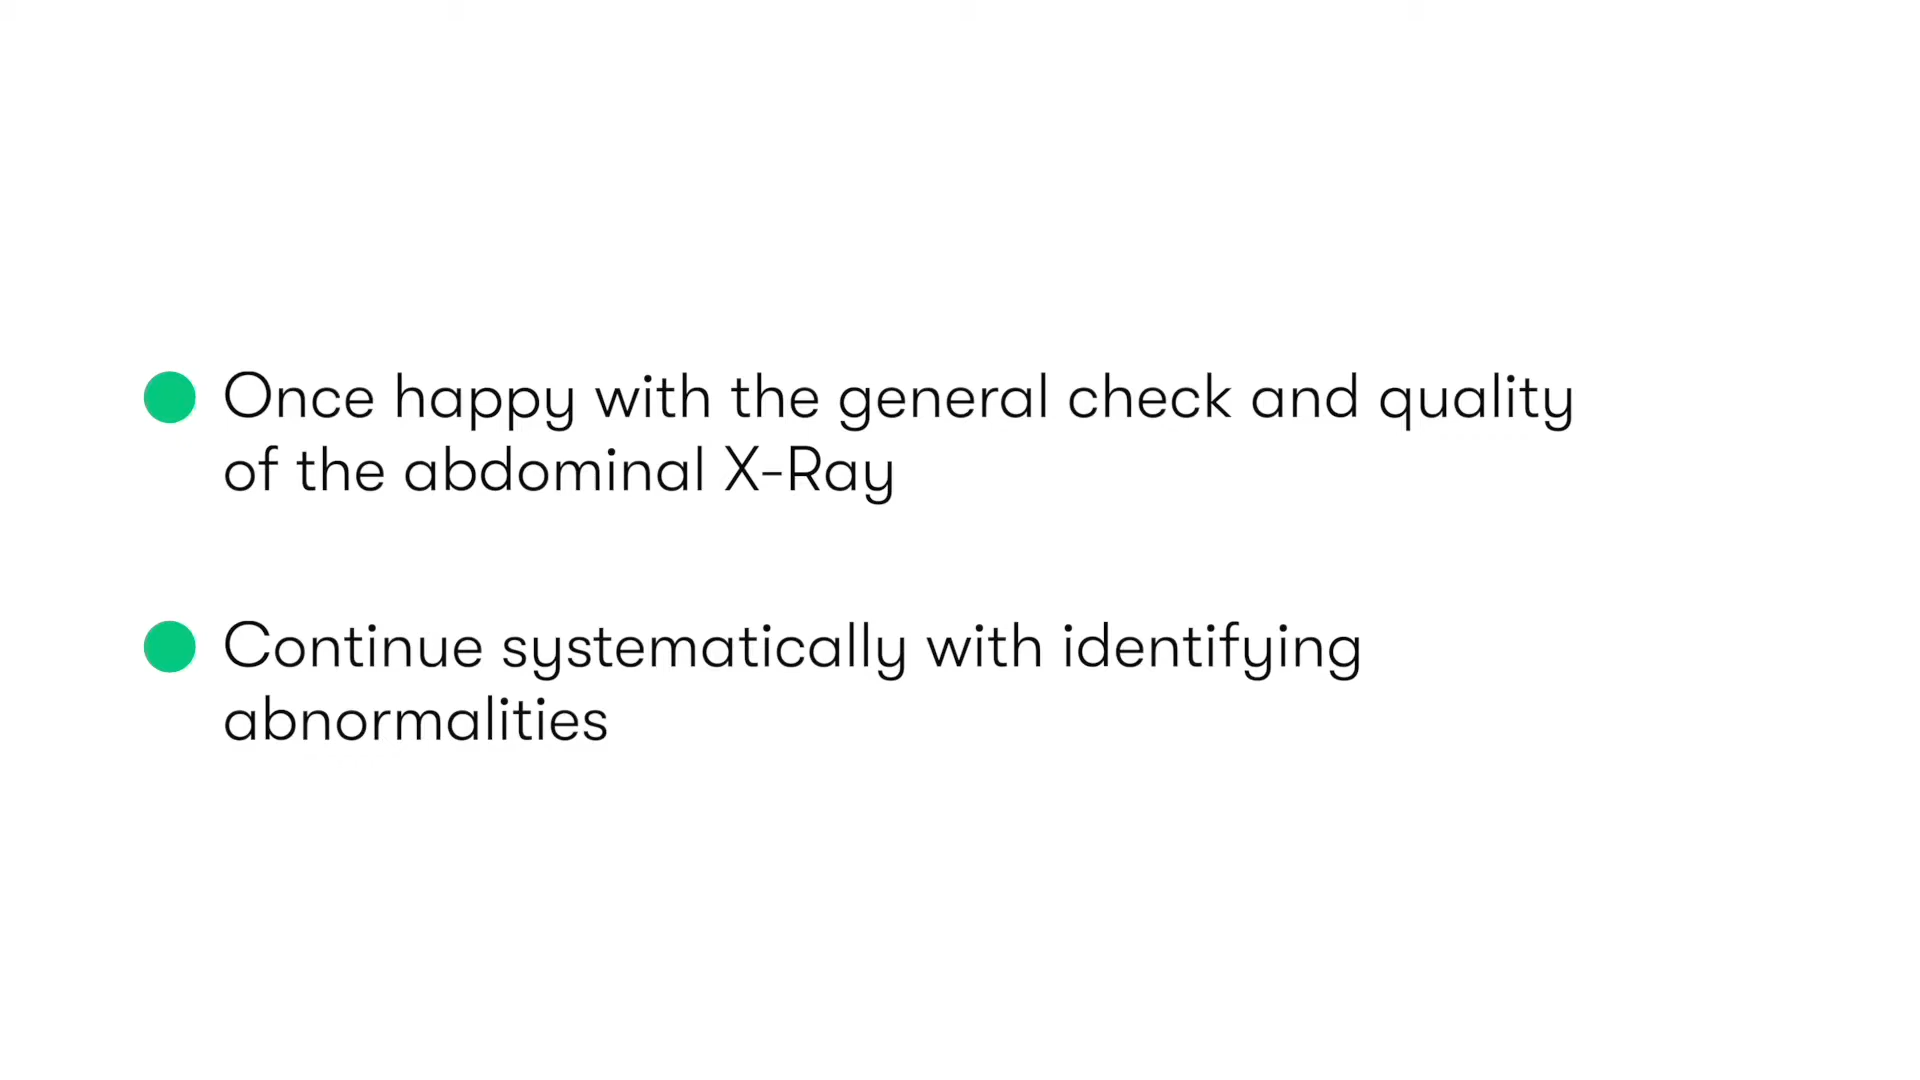 Once happy with the general check and quality
of the abdominal X-Ray
Continue systematically with identifying
abnormalities